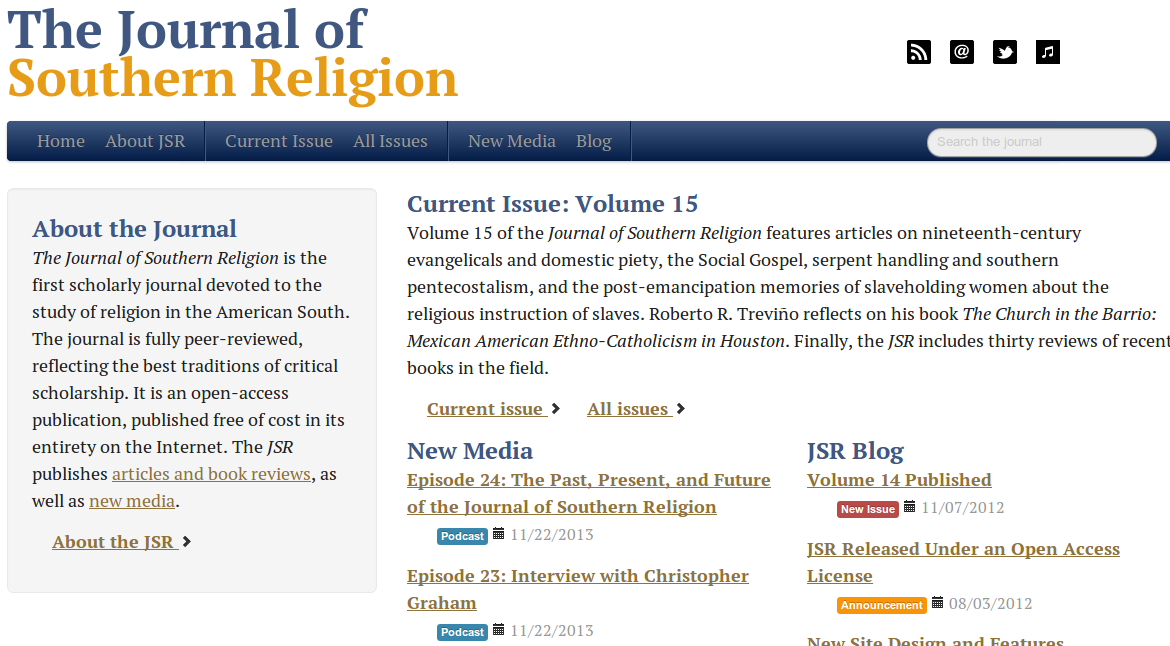 The Journal of
Southern Religion
Home About JSR Current Issue All Issues New Media Blog
Search the journal
About the Journal
The Journal of Southern Religion is the
first scholarly journal devoted to the
study of religion in the American South.
The journal is fully peer-reviewed,
reflecting the best traditions of critical
scholarship. It is an open-access
publication, published free of cost in its
entirety on the Internet. The JSR
publishes articles and book reviews, as
well as new media.
About the JSR
Current Issue: Volume 15
Volume 15 of the Journal of Southern Religion features articles on nineteenth-century
evangelicals and domestic piety, the Social Gospel, serpent handling and southern
pentecostalism, and the post-emancipation memories of slaveholding women about the
religious instruction of slaves. Roberto R. Treviño reflects on his book The Church in the Barrio:
Mexican American Ethno-Catholicism in Houston. Finally, the JSR includes thirty reviews of recent
books in the field.
Current issue All issues
New Media
Episode 24: The Past, Present, and Future
of the Journal of Southern Religion
Podcast 11/22/2013
Episode 23: Interview with Christopher
Graham
Podcast 11/22/2013
JSR Blog
Volume 14 Published
New Issue 11/07/2012
JSR Released Under an Open Access
License
Announcement 08/03/2012
New Site Design and Features